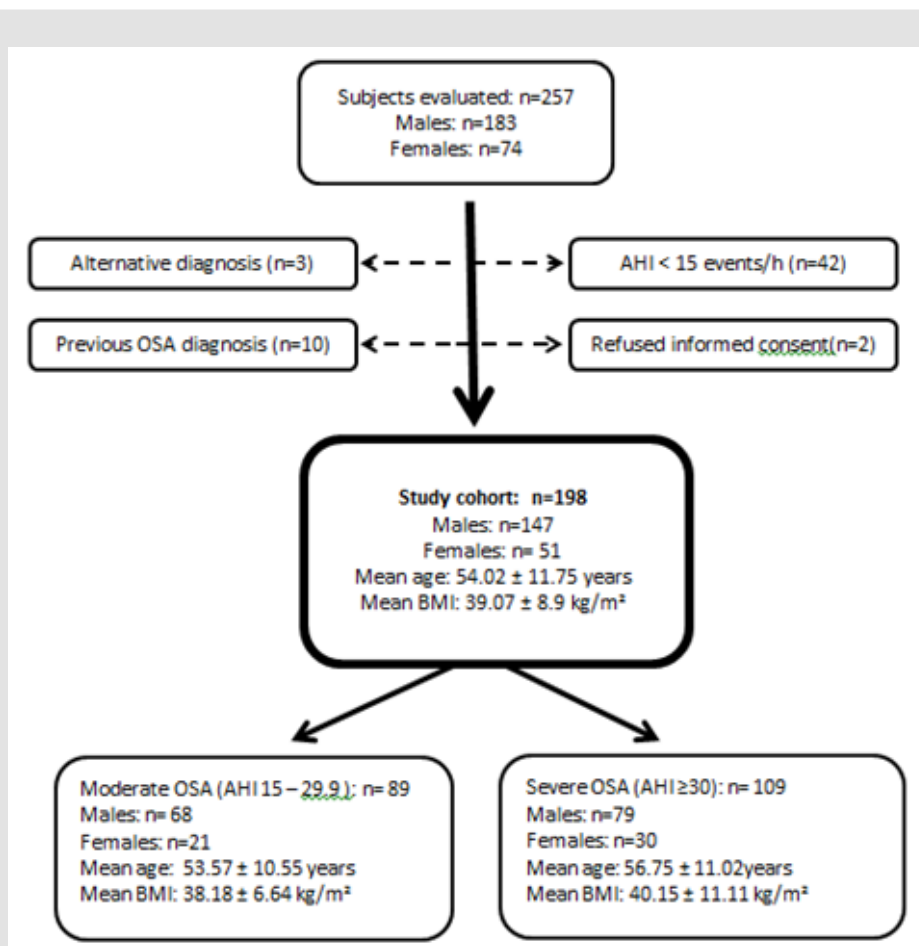 Subjects evaluated: n=257
Males: n=183
Females: n=74
Alternative diagnosis (n=3)
AHI < 15 events/h (n=42)
Previous OSA diagnosis (n=10)
Refused informed consent(n=2)
Study cohort: n=198
Males: n=147
Females: n= 51
Mean age: 54.02 ± 11.75 years
Mean BMI: 39.07 ± 8.9 kg/m²
Moderate OSA (AHI 15 – 29.9 ): n= 89
Males: n= 68
Females: n=21
Mean age: 53.57 ± 10.55 years
Mean BMI: 38.18 ± 6.64 kg/m²
Severe OSA (AHI ≥30): n= 109
Males: n=79
Females: n=30
Mean age: 56.75 ± 11.02years
Mean BMI: 40.15 ± 11.11 kg/m²